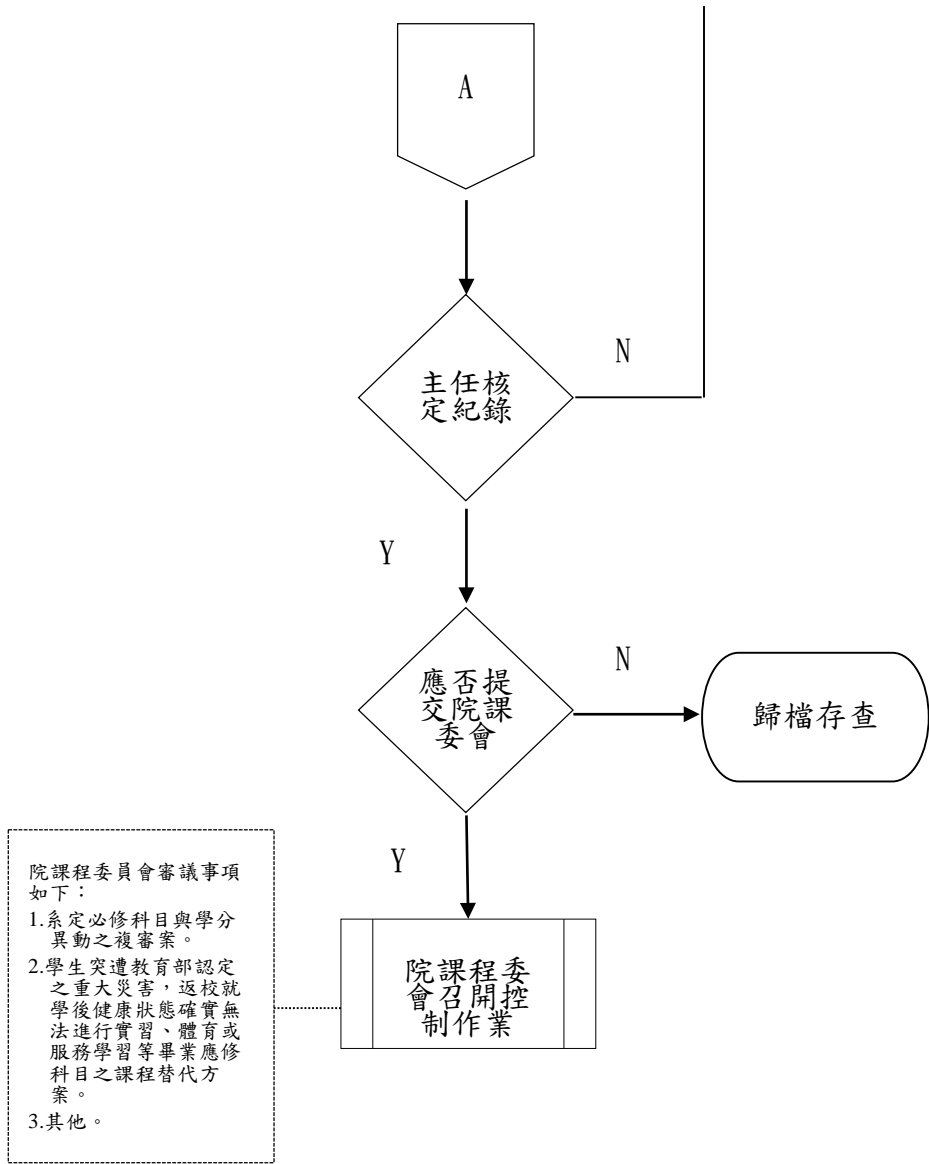 A
主任核
定紀錄
N
Y
應否提
交院課
委會
N
歸檔存查
Y
院課程委
會召開控
制作業
院課程委員會審議事項
如下：
1.系定必修科目與學分
異動之複審案。
2.學生突遭教育部認定
之重大災害，返校就
學後健康狀態確實無
法進行實習、體育或
服務學習等畢業應修
科目之課程替代方
案。
3.其他。